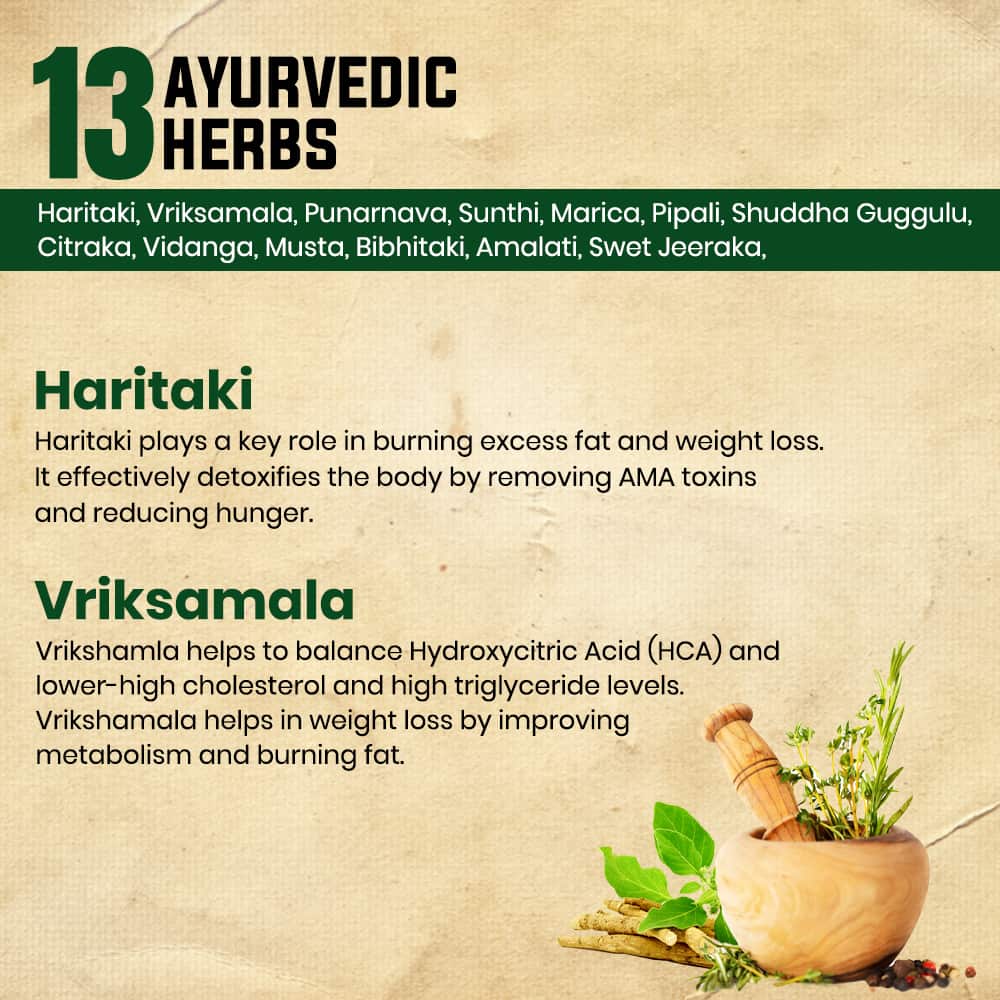 13 AYURVEDIC
HERBS
Haritaki, Vriksamala, Punarnava, Sunthi, Marica, Pipali, Shuddha Guggulu,
Citraka, Vidanga, Musta, Bibhitaki, Amalati, Swet Jeeraka,
Haritaki
Haritaki plays a key role in burning excess fat and weight loss.
It effectively detoxifies the body by removing AMA toxins
and reducing hunger.
Vriksamala
Vrikshamla helps to balance Hydroxycitric Acid (HCA) and
lower-high cholesterol and high triglyceride levels.
Vrikshamala helps in weight loss by improving
metabolism and burning fat.